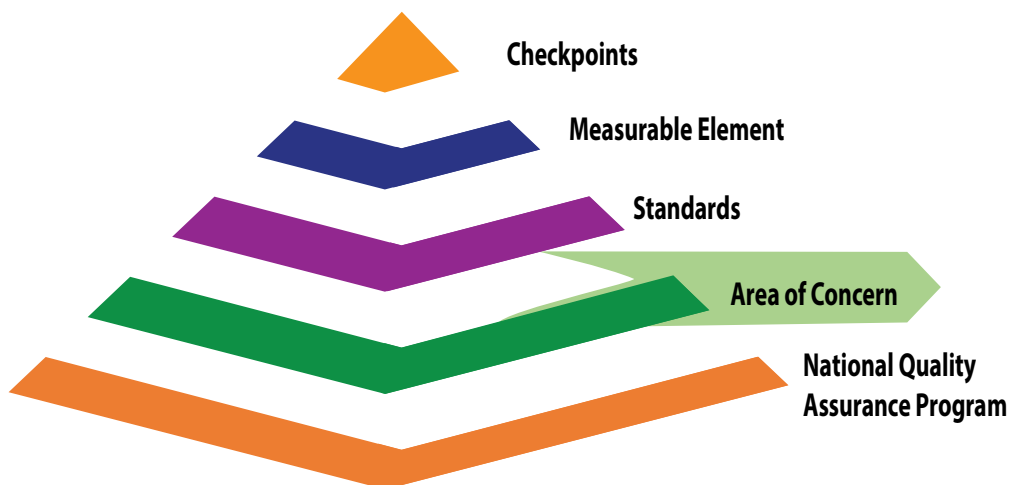 Checkpoints
Measurable Element
Standards
Area of Concern
National Quality
Assurance Program